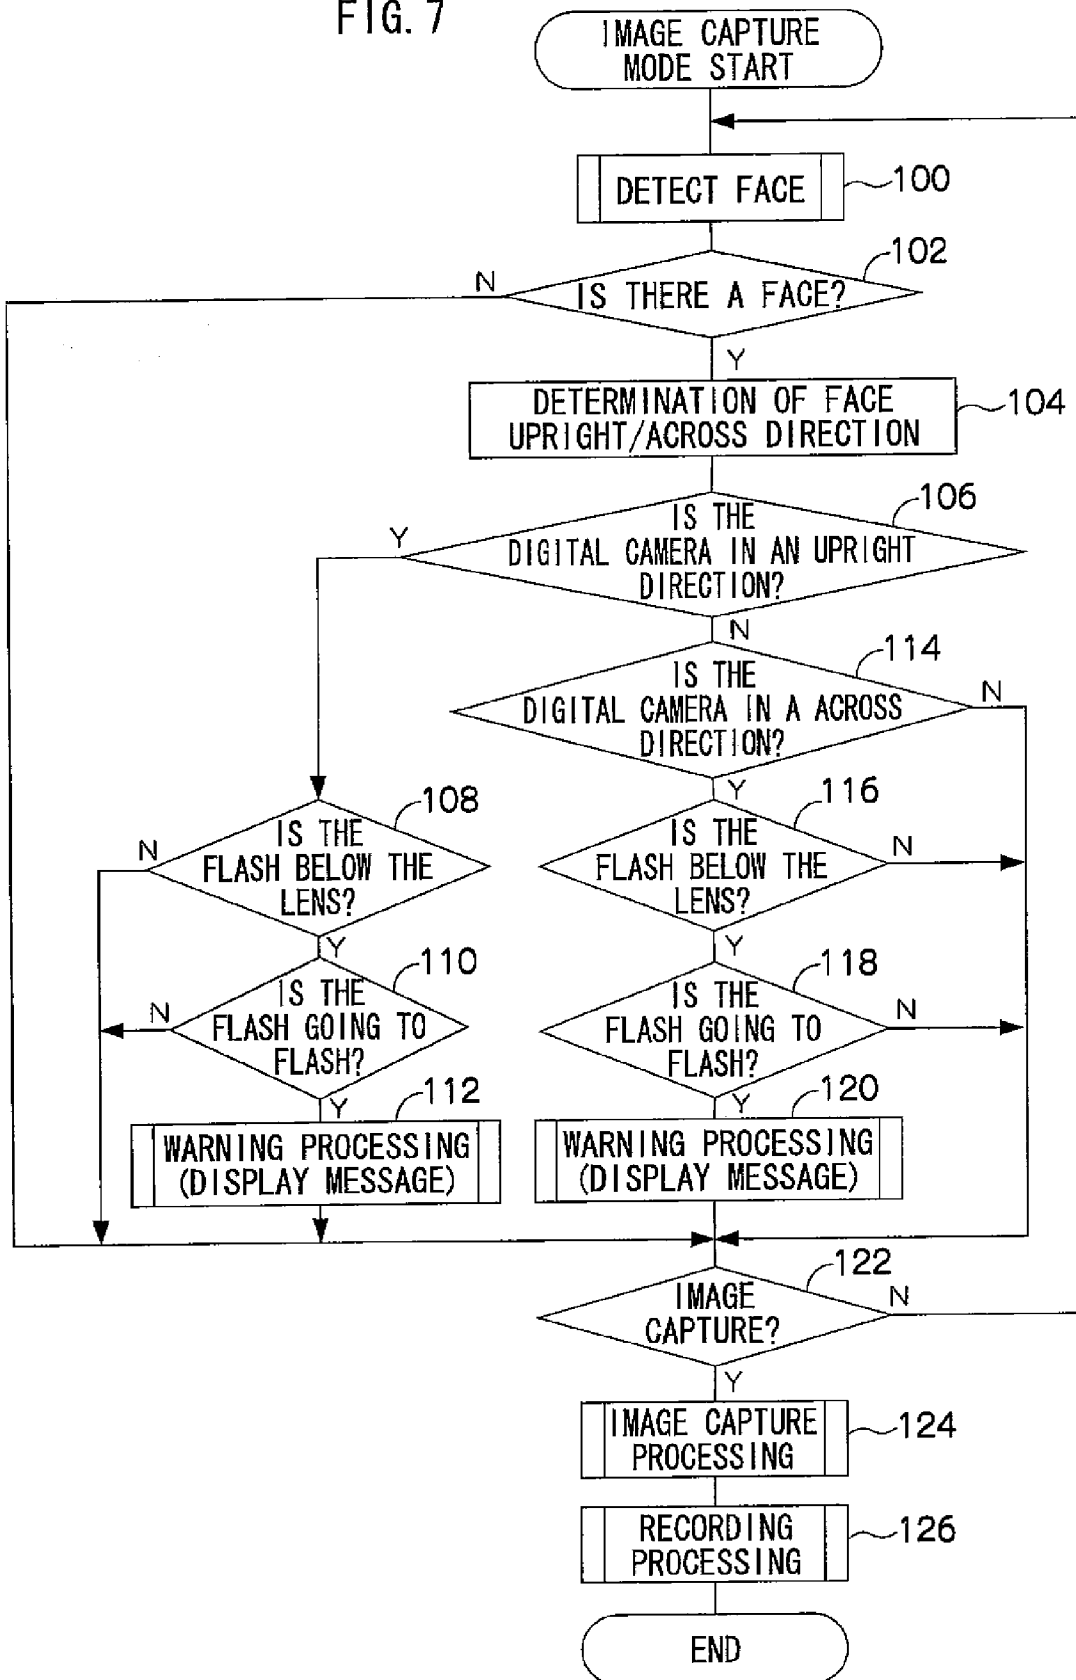 FIG. 7
IMAGE CAPTURE
MODE START
DETECT FACE
100
102
N
IS THERE A FACE?
Y
DETERMINATION OF FACE
UPRIGHT/ACROSS DIRECTION
104
106
Y
IS THE
DIGITAL CAMERA IN AN UPRIGHT
DIRECTION?
N
114
IS THE
DIGITAL CAMERA IN A ACROSS
DIRECTION?
N
Y
108
N
IS THE
FLASH BELOW THE
LENS?
Y
116
IS THE
FLASH BELOW THE
LENS?
N
Y
110
N
IS THE
FLASH GOING TO
FLASH?
Y
118
IS THE
FLASH GOING TO
FLASH?
N
Y
112
WARNING PROCESSING
(DISPLAY MESSAGE)
120
WARNING PROCESSING
(DISPLAY MESSAGE)
122
IMAGE
CAPTURE?
N
Y
IMAGE CAPTURE
PROCESSING
124
RECORDING
PROCESSING
126
END